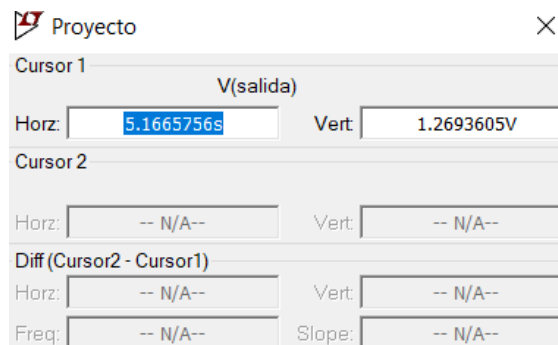 Proyecto
Cursor 1
V(salida)
Horz: 5.1665756s Vert: 1.2693605V
Cursor 2
Horz: -- N/A-- Vert: -- N/A--
Diff (Cursor2 - Cursor1)
Horz: -- N/A-- Vert: -- N/A--
Freq: -- N/A-- Slope: -- N/A--